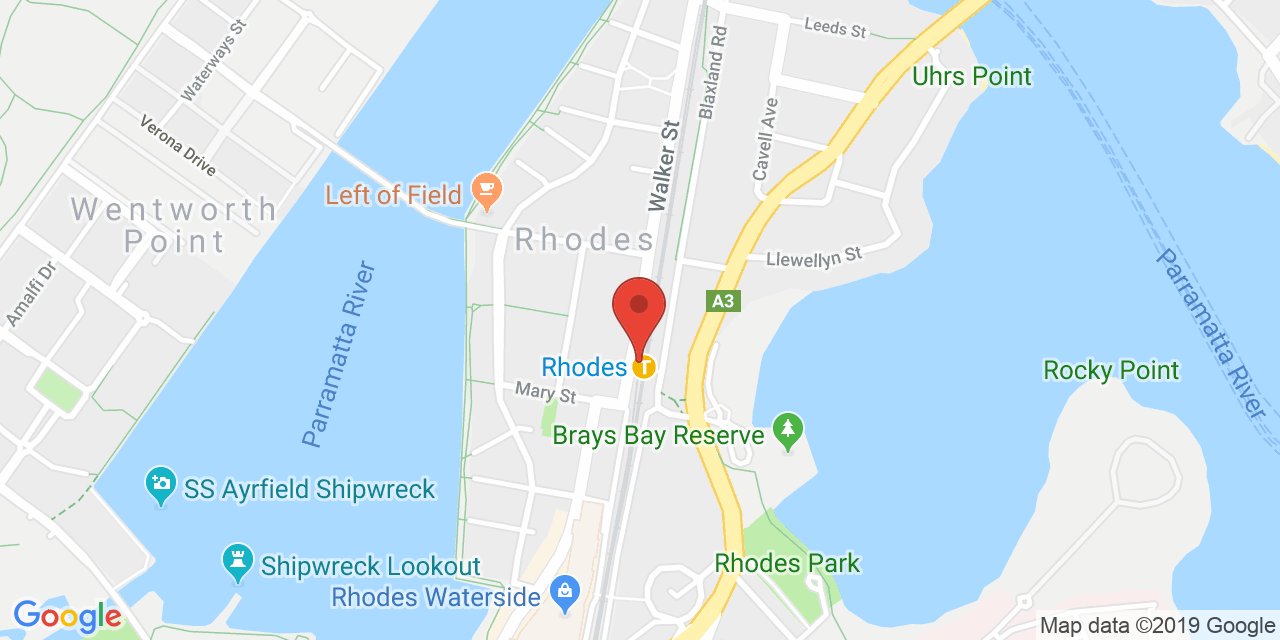 Leeds St
Waterways St
Blaxland Rd
Uhrs Point
Cavell Ave
Verona Drive
Walker St
Left of Field
Wentworth
Point
Rhodes
Llewellyn St
Amalfi Dr
A3
Parramatta River
Parramatta River
Rhodes
T
Rocky Point
Mary St
Brays Bay Reserve
SS Ayrfield Shipwreck
Shipwreck Lookout
Rhodes Park
Rhodes Waterside
Google
Map data ©2019 Google